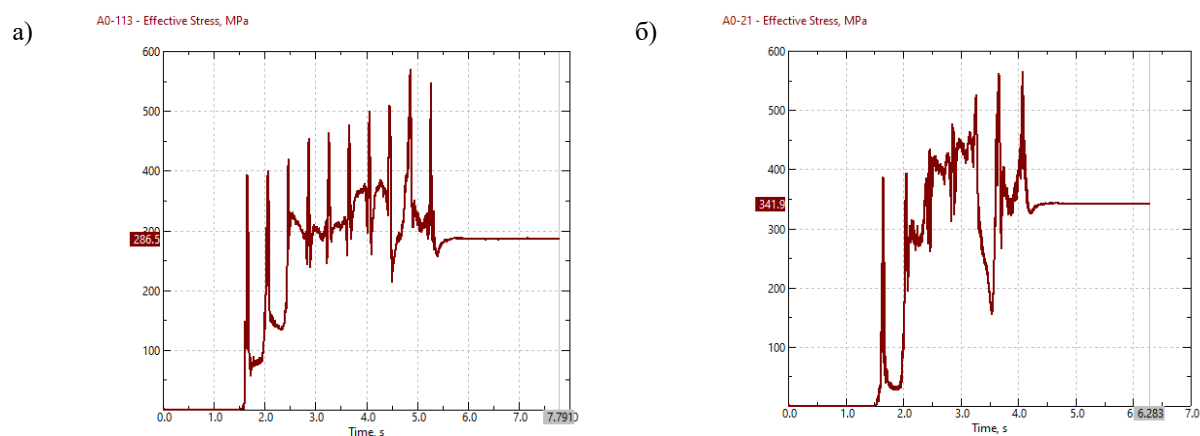 а)
A0-113 - Effective Stress, MPa
600
500
400
300
286.5
200
100
0.0 1.0 2.0 3.0 4.0 5.0 6.0 7.0 7.791
Time, s
б)
A0-21 - Effective Stress, MPa
600
500
400
341.9
300
200
100
0.0 1.0 2.0 3.0 4.0 5.0 6.0 6.283 7.0
Time, s